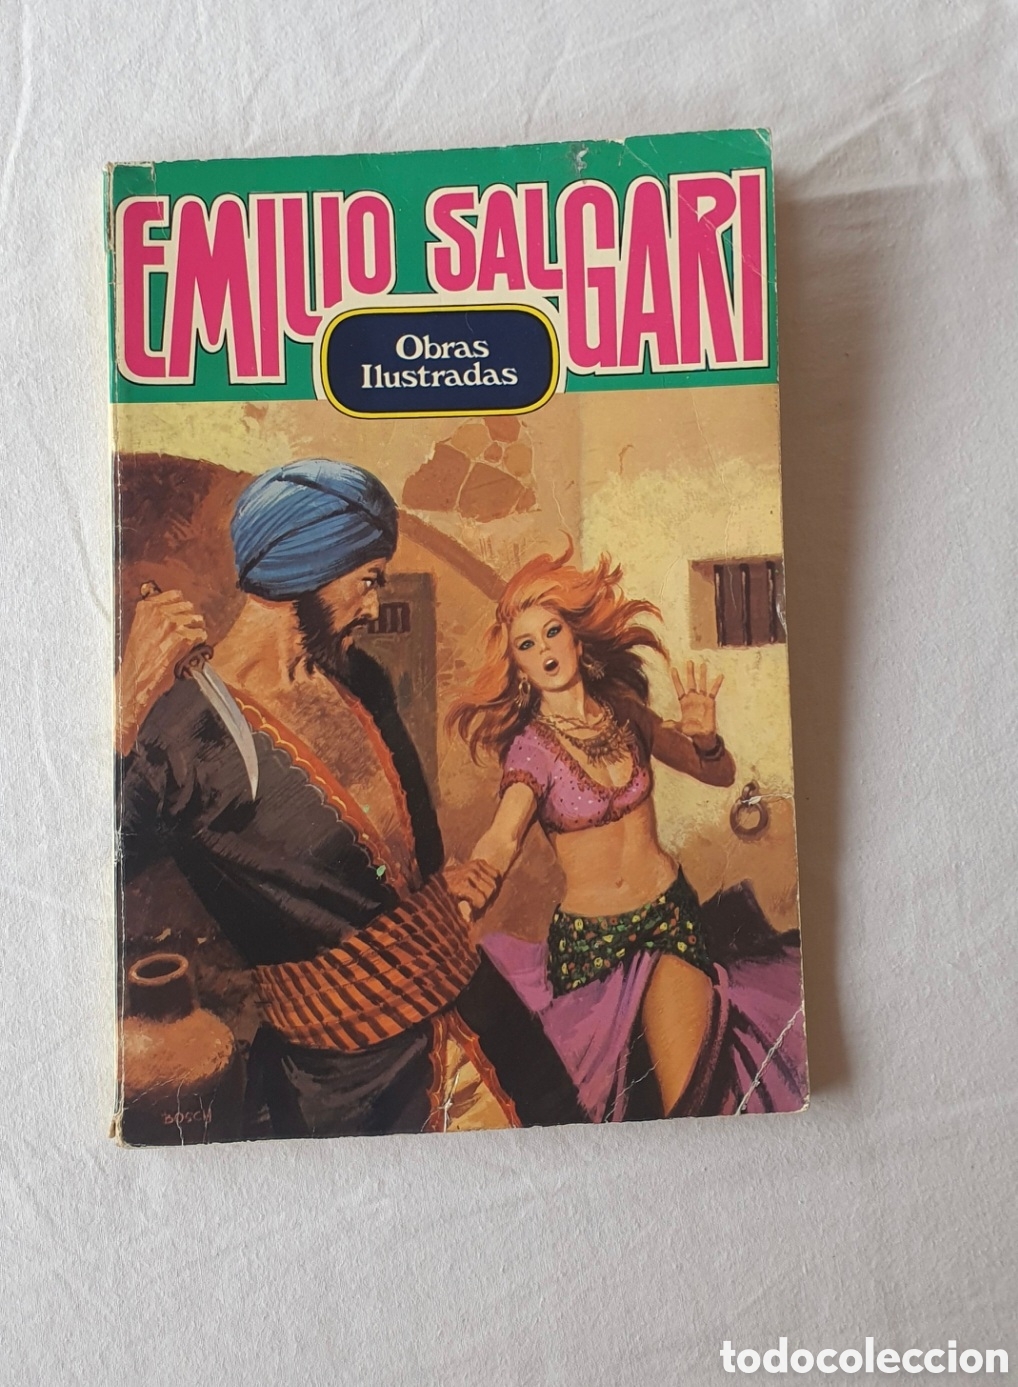 EMILIO SALGARI
Obras
Ilustradas
BOSCH
todocoleccion